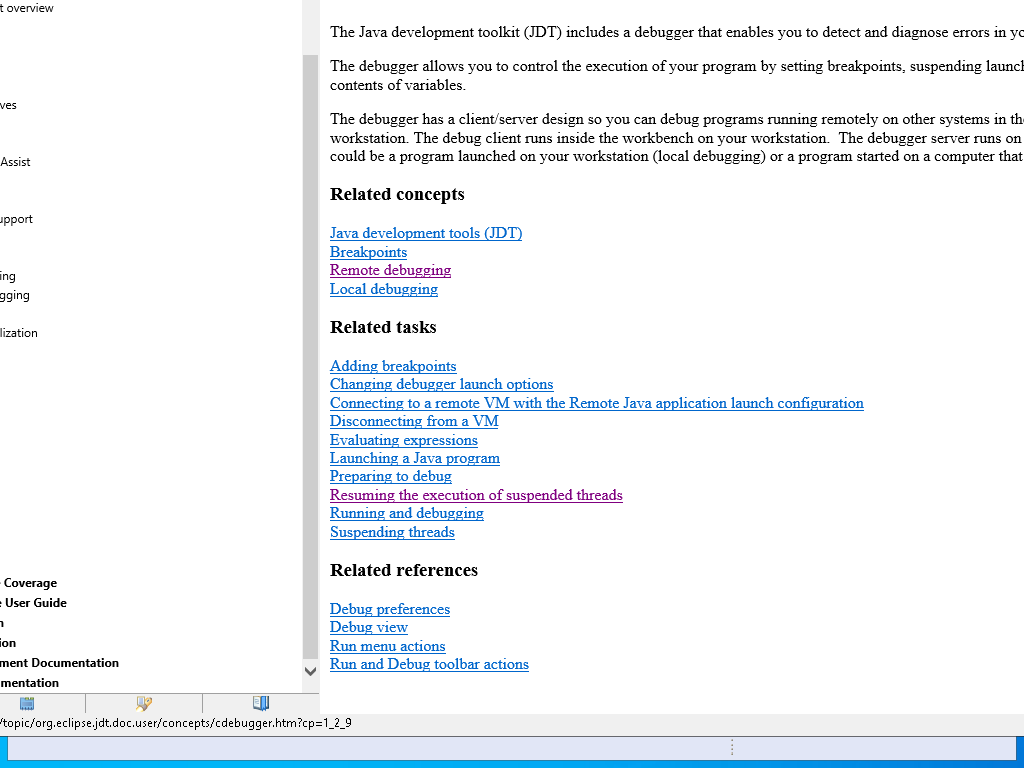 t overview
ves
Assist
upport
ing
gging
lization
Coverage
User Guide
ion
ment Documentation
mentation
The Java development toolkit (JDT) includes a debugger that enables you to detect and diagnose errors in yo
The debugger allows you to control the execution of your program by setting breakpoints, suspending launch
contents of variables.
The debugger has a client/server design so you can debug programs running remotely on other systems in the
workstation. The debug client runs inside the workbench on your workstation.  The debugger server runs on
could be a program launched on your workstation (local debugging) or a program started on a computer that
Related concepts
Java development tools (JDT)
Breakpoints
Remote debugging
Local debugging
Related tasks
Adding breakpoints
Changing debugger launch options
Connecting to a remote VM with the Remote Java application launch configuration
Disconnecting from a VM
Evaluating expressions
Launching a Java program
Preparing to debug
Resuming the execution of suspended threads
Running and debugging
Suspending threads
Related references
Debug preferences
Debug view
Run menu actions
Run and Debug toolbar actions
/topic/org.eclipse.jdt.doc.user/concepts/cdebugger.htm?cp=1_2_9